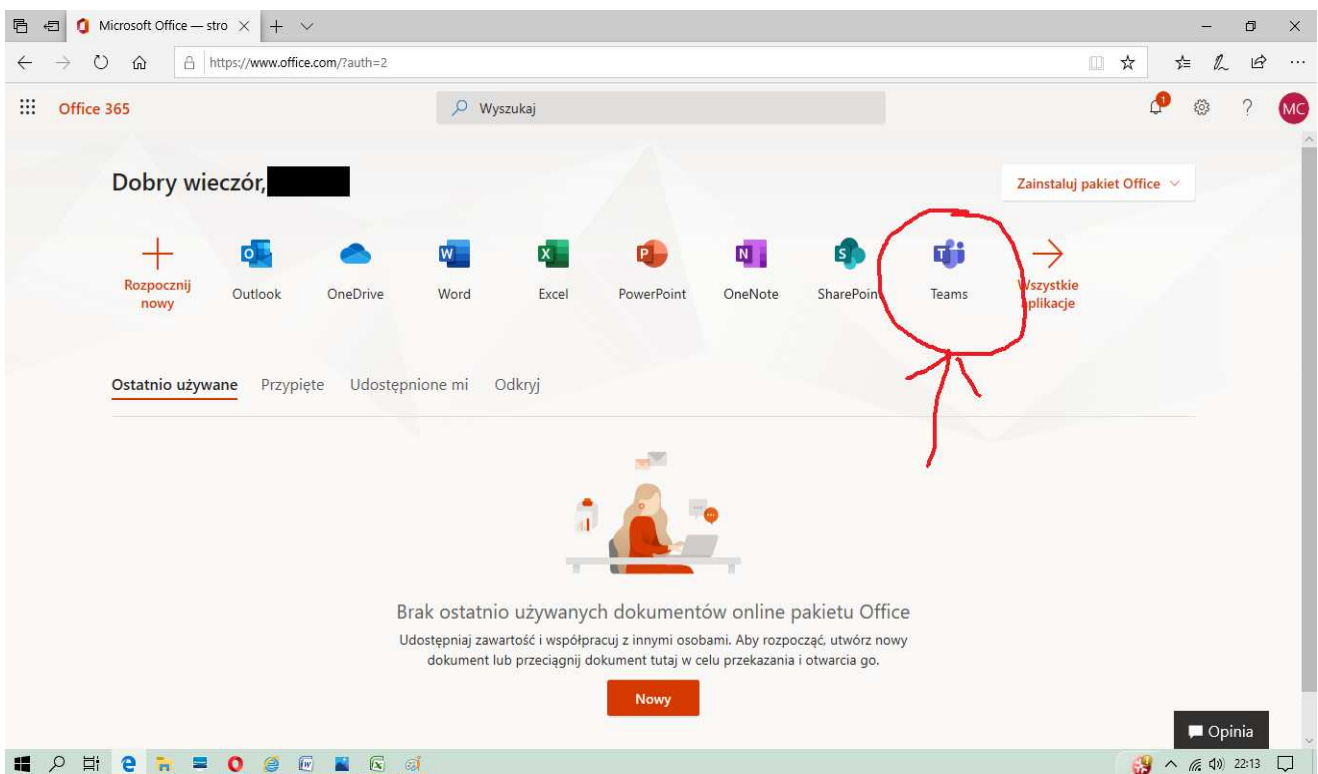 Microsoft Office — stro
https://www.office.com/?auth=2
Office 365
Wyszukaj
1
MC
Dobry wieczór,
Zainstaluj pakiet Office
Rozpocznij
nowy
Outlook
OneDrive
Word
Excel
PowerPoint
OneNote
SharePoint
Teams
Wszystkie
aplikacje
Ostatnio używane Przypięte Udostępnione mi Odkryj
Brak ostatnio używanych dokumentów online pakietu Office
Udostępniaj zawartość i współpracuj z innymi osobami. Aby rozpocząć, utwórz nowy
dokument lub przeciągnij dokument tutaj w celu przekazania i otwarcia go.
Nowy
Opinia
22:13